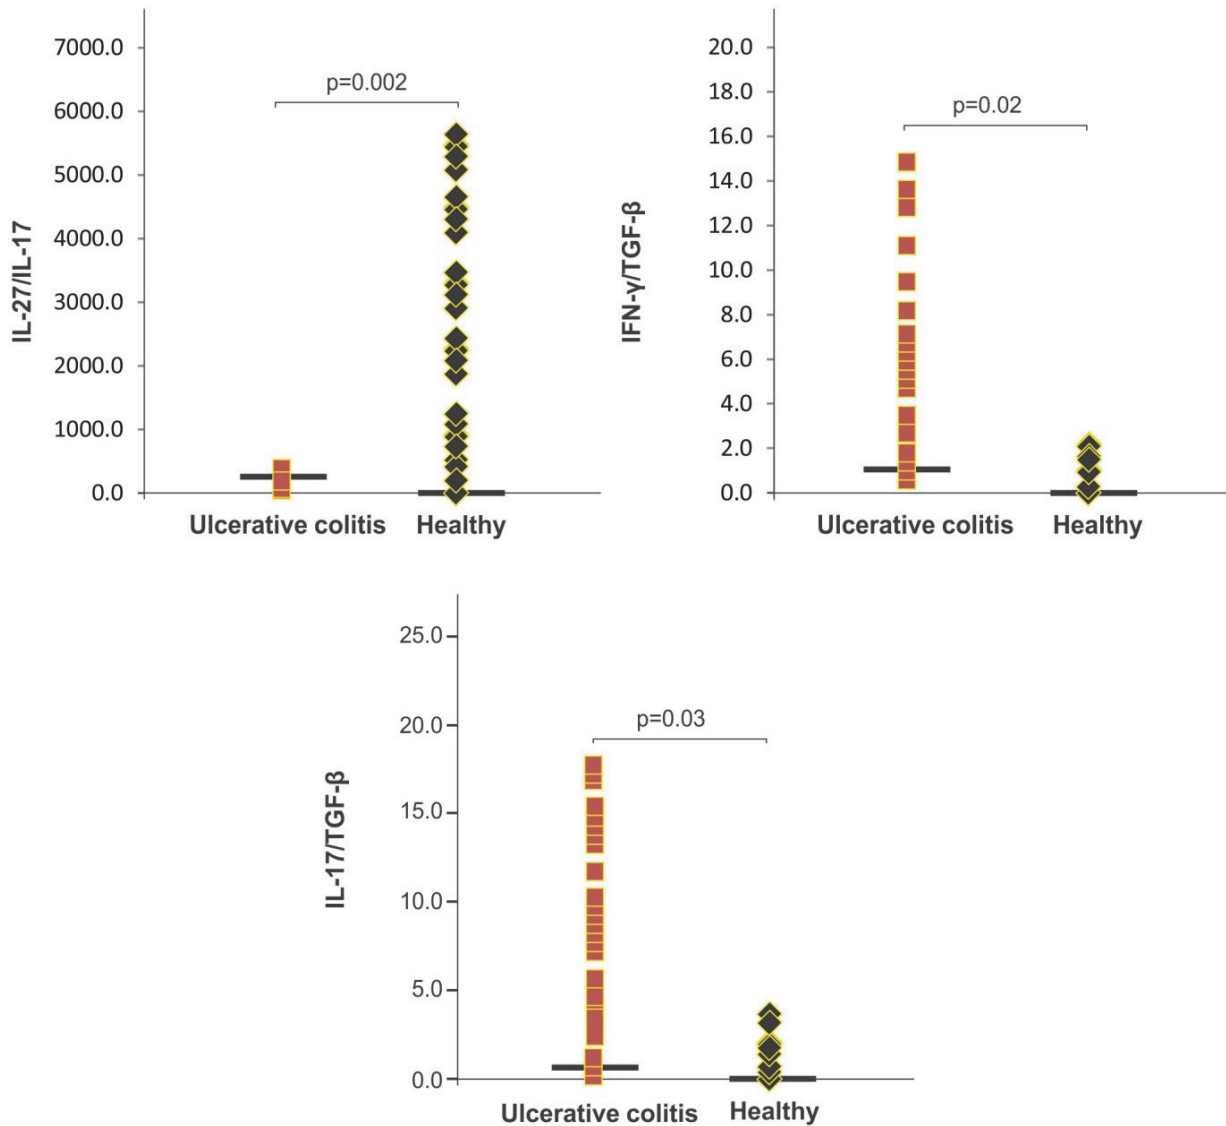 7000.0
6000.0
5000.0
4000.0
3000.0
2000.0
1000.0
0.0
IL-27/IL-17
p=0.002
Ulcerative colitis Healthy
20.0
18.0
16.0
14.0
12.0
10.0
8.0
6.0
4.0
2.0
0.0
IFN-γ/TGF-β
p=0.02
Ulcerative colitis Healthy
25.0
20.0
15.0
10.0
5.0
0.0
IL-17/TGF-β
p=0.03
Ulcerative colitis Healthy